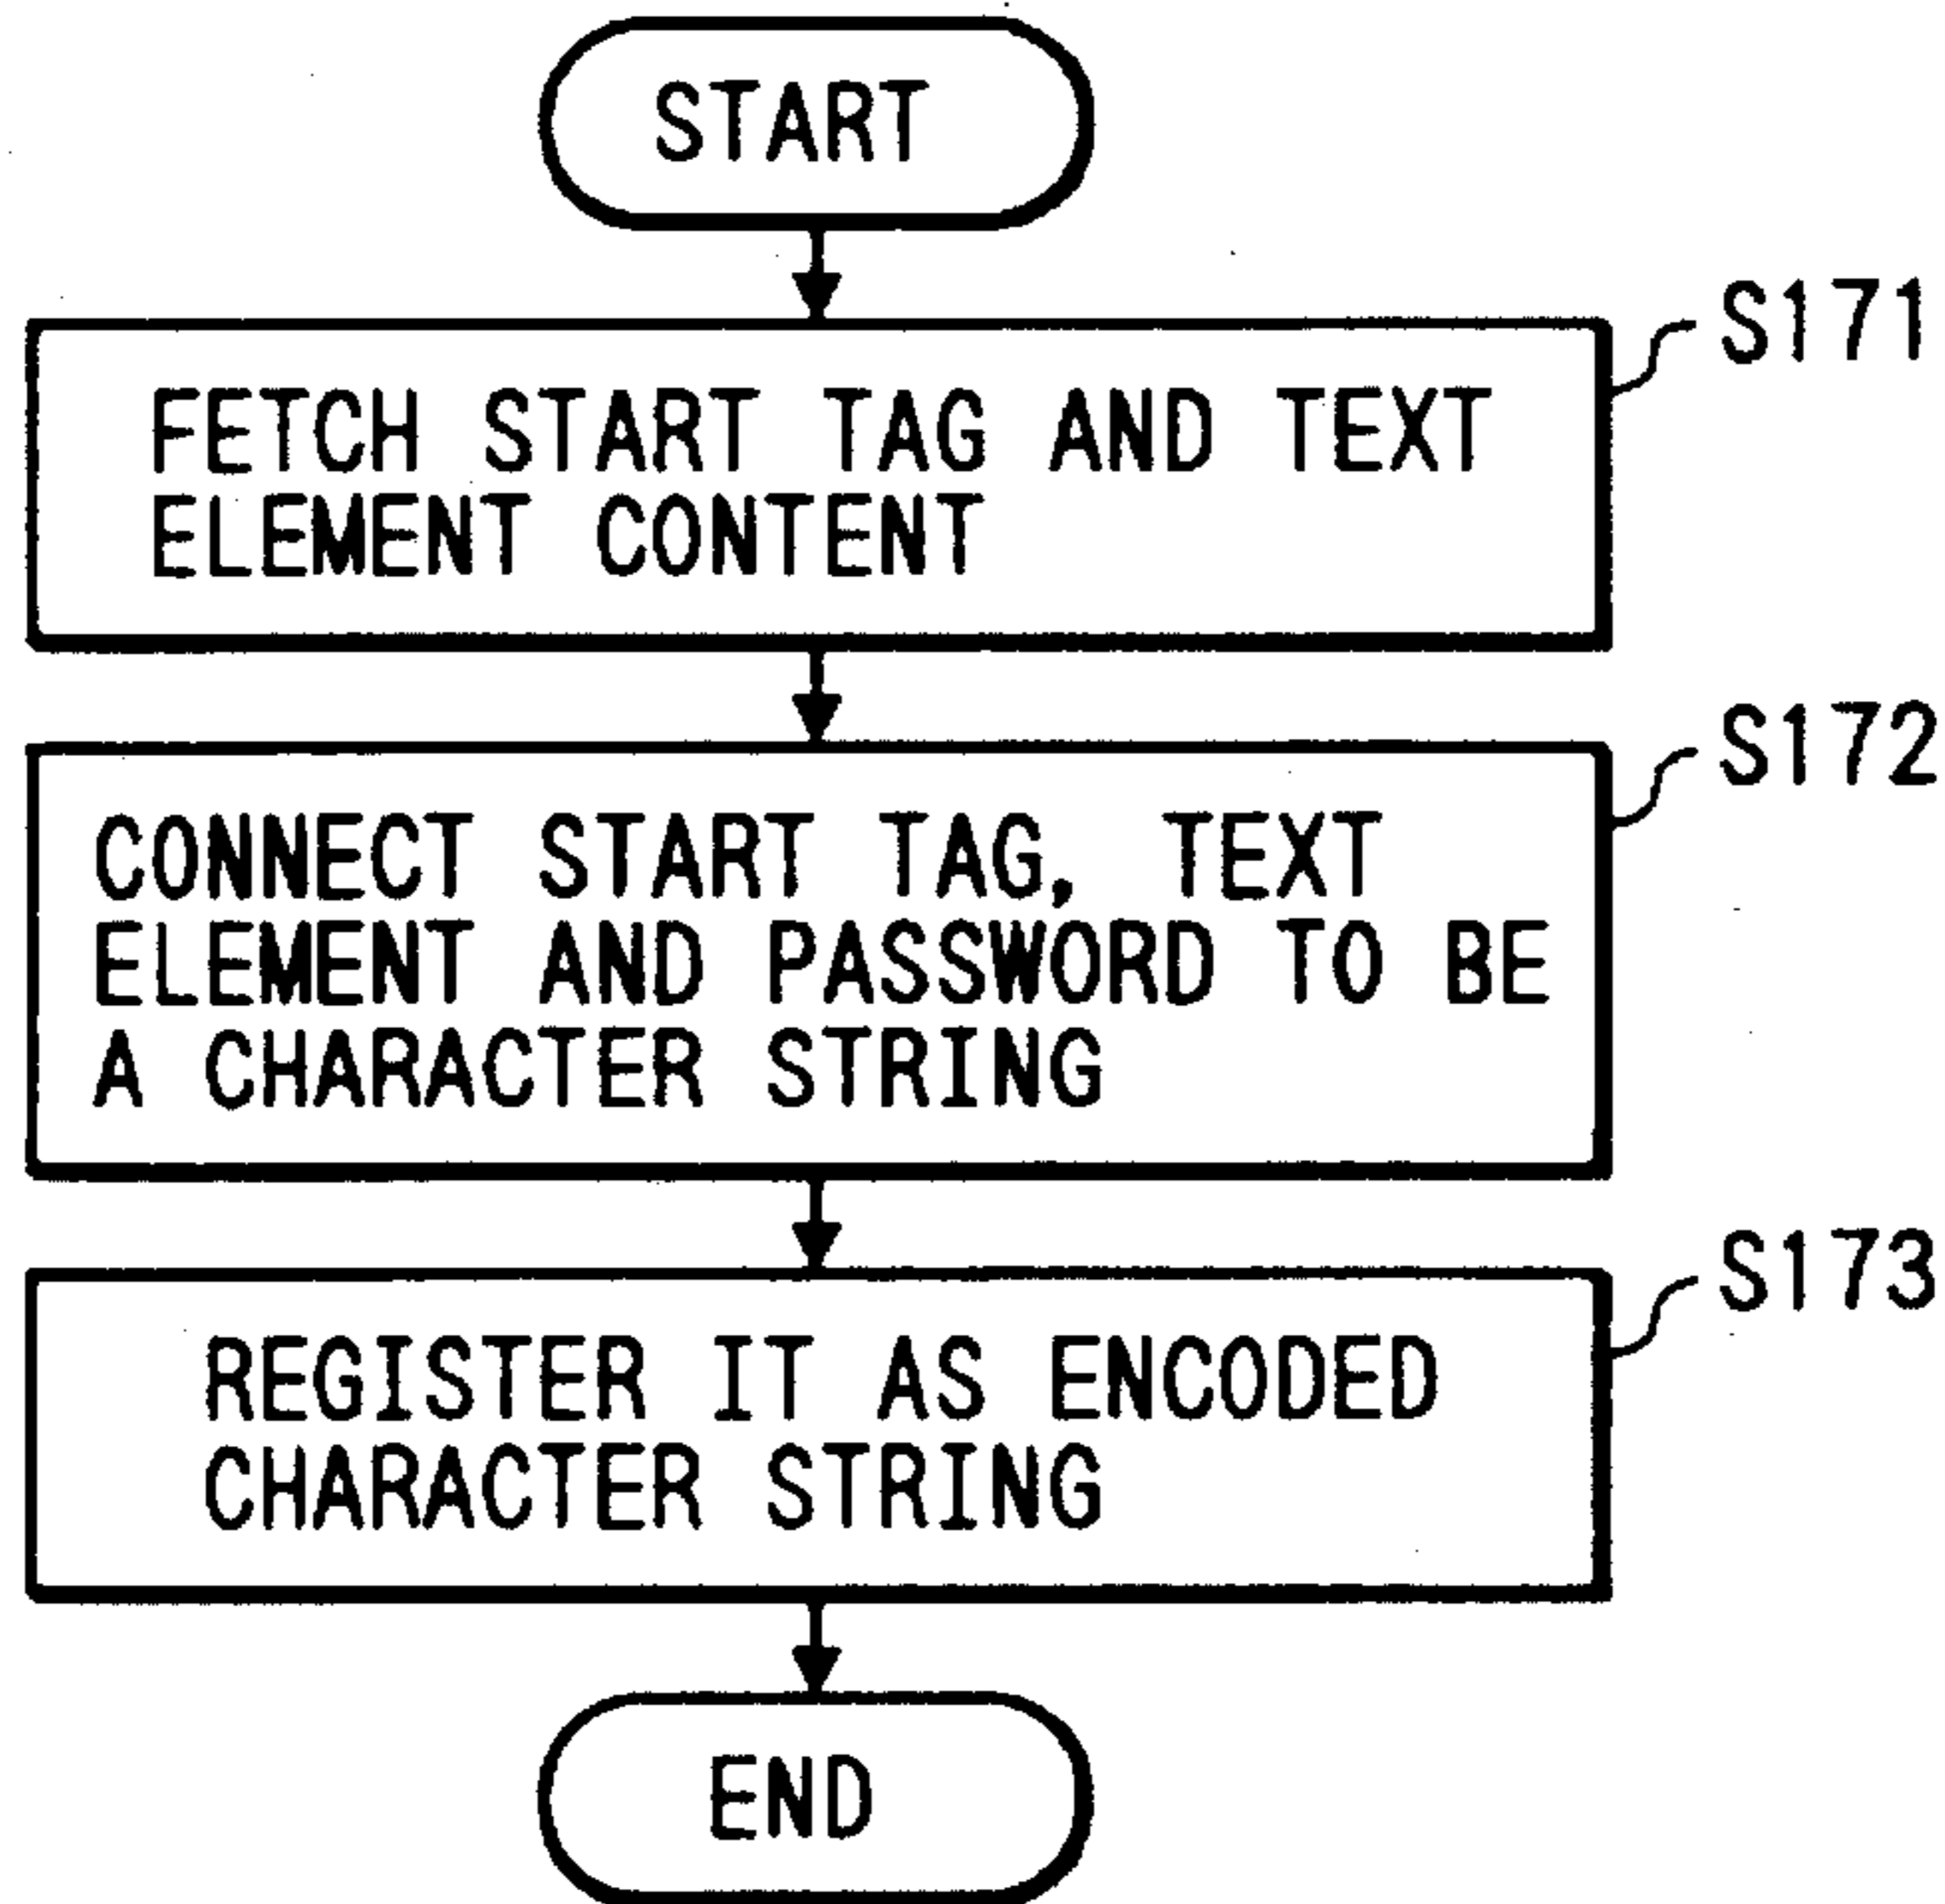 START
S171
FETCH START TAG AND TEXT
ELEMENT CONTENT
S172
CONNECT START TAG, TEXT
ELEMENT AND PASSWORD TO BE
A CHARACTER STRING
S173
REGISTER IT AS ENCODED
CHARACTER STRING
END